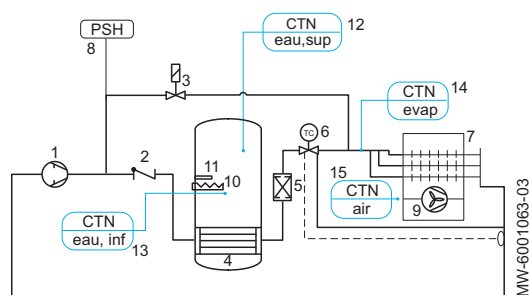 PSH
8
CTN
eau,sup
12
3
CTN
evap
14
TC
6
7
1
2
11
10
5
15
CTN
air
9
CTN
eau, inf
13
4
MW-6001063-03